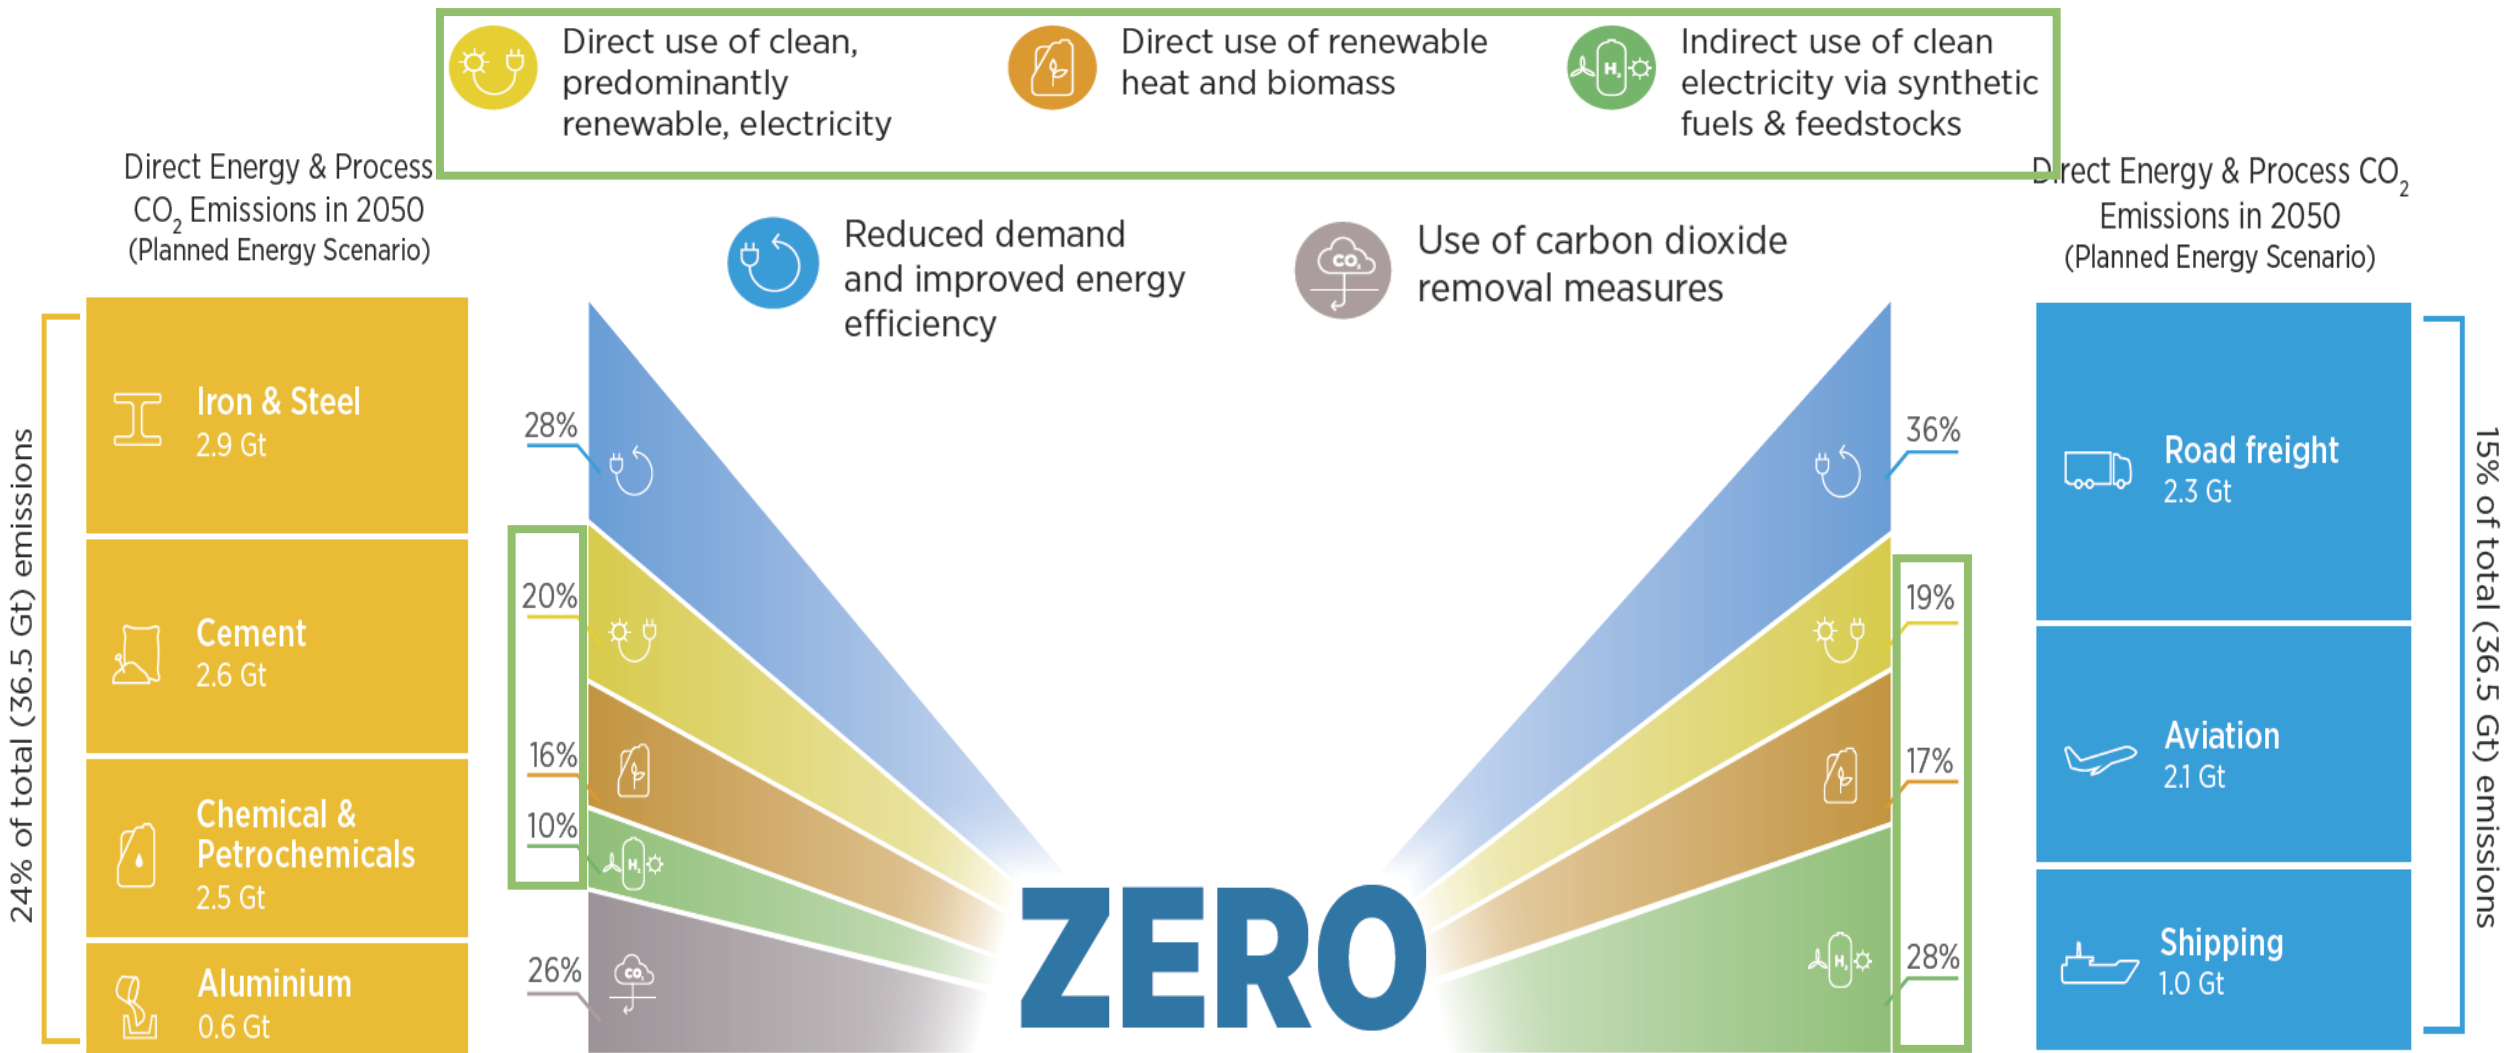 Direct use of clean,
predominantly
renewable, electricity
Direct use of renewable
heat and biomass
Indirect use of clean
electricity via synthetic
fuels & feedstocks
H₂
Direct Energy & Process
CO₂ Emissions in 2050
(Planned Energy Scenario)
Reduced demand
and improved energy
efficiency
CO₂
Use of carbon dioxide
removal measures
Direct Energy & Process CO₂
Emissions in 2050
(Planned Energy Scenario)
24% of total (36.5 Gt) emissions
Iron & Steel
2.9 Gt
Cement
2.6 Gt
Chemical &
Petrochemicals
2.5 Gt
Aluminium
0.6 Gt
28%
20%
16%
10%
H₂
26%
CO₂
ZERO
36%
19%
17%
28%
H₂
Road freight
2.3 Gt
Aviation
2.1 Gt
Shipping
1.0 Gt
15% of total (36.5 Gt) emissions